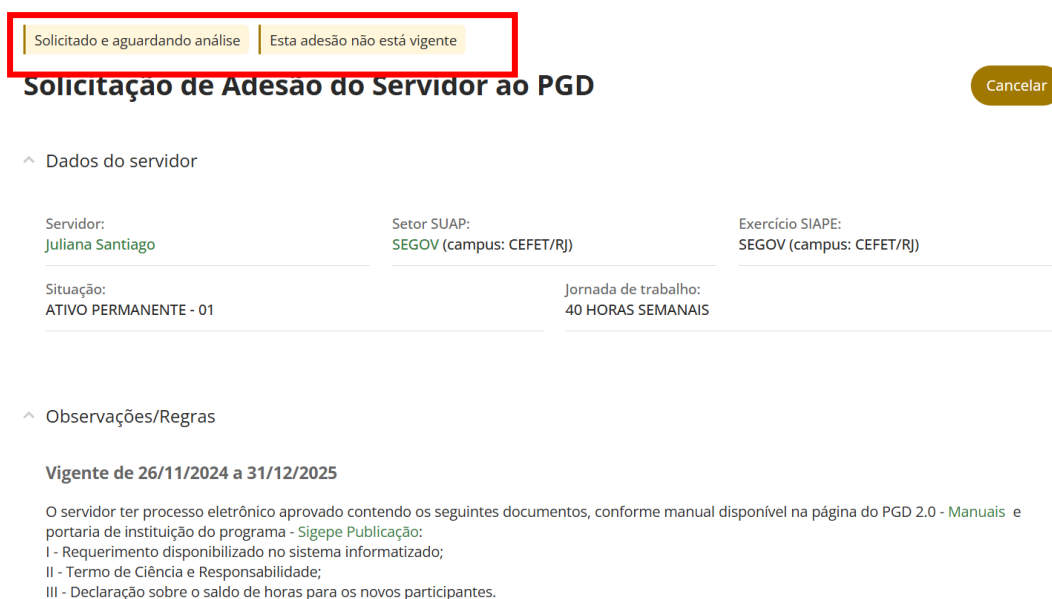 Solicitado e aguardando análise Esta adesão não está vigente
Solicitação de Adesão do Servidor ao PGD
Cancelar
Dados do servidor
Servidor: Setor SUAP: Exercício SIAPE:
Juliana Santiago SEGOV (campus: CEFET/RJ) SEGOV (campus: CEFET/RJ)
Situação: Jornada de trabalho:
ATIVO PERMANENTE - 01 40 HORAS SEMANAIS
Observações/Regras
Vigente de 26/11/2024 a 31/12/2025
O servidor ter processo eletrônico aprovado contendo os seguintes documentos, conforme manual disponível na página do PGD 2.0 - Manuais e
portaria de instituição do programa - Sigepe Publicação:
I - Requerimento disponibilizado no sistema informatizado;
II - Termo de Ciência e Responsabilidade;
III - Declaração sobre o saldo de horas para os novos participantes.